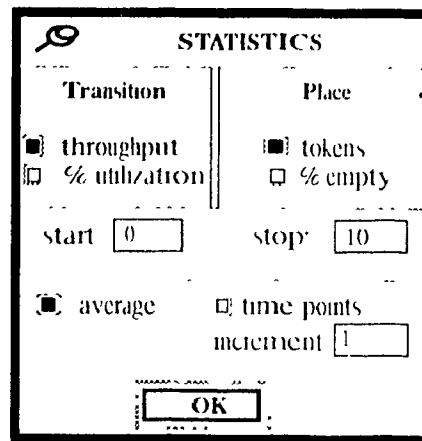 STATISTICS
Transition Place
throughput tokens
% utilization % empty
start 0 stop: 10
average time points
increment 1
OK